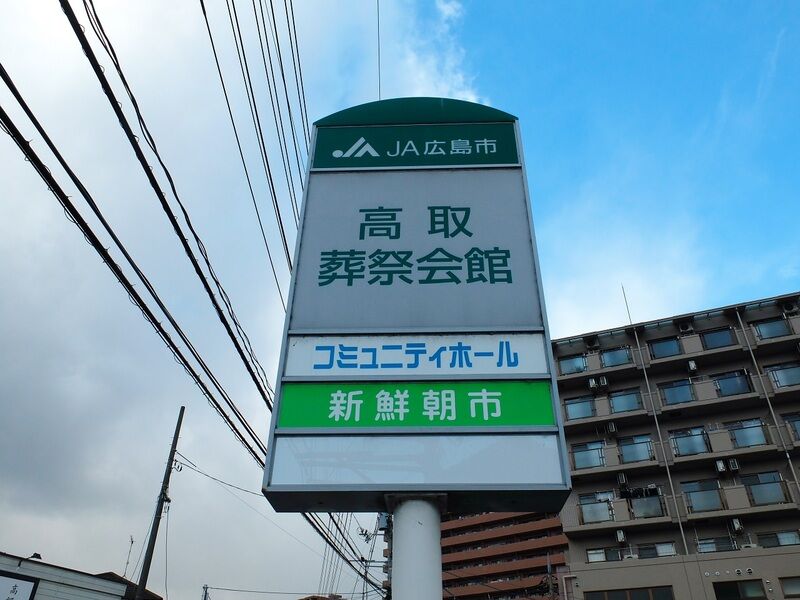 JA広島市
高取
葬祭会館
コミュニティホール
新鮮朝市